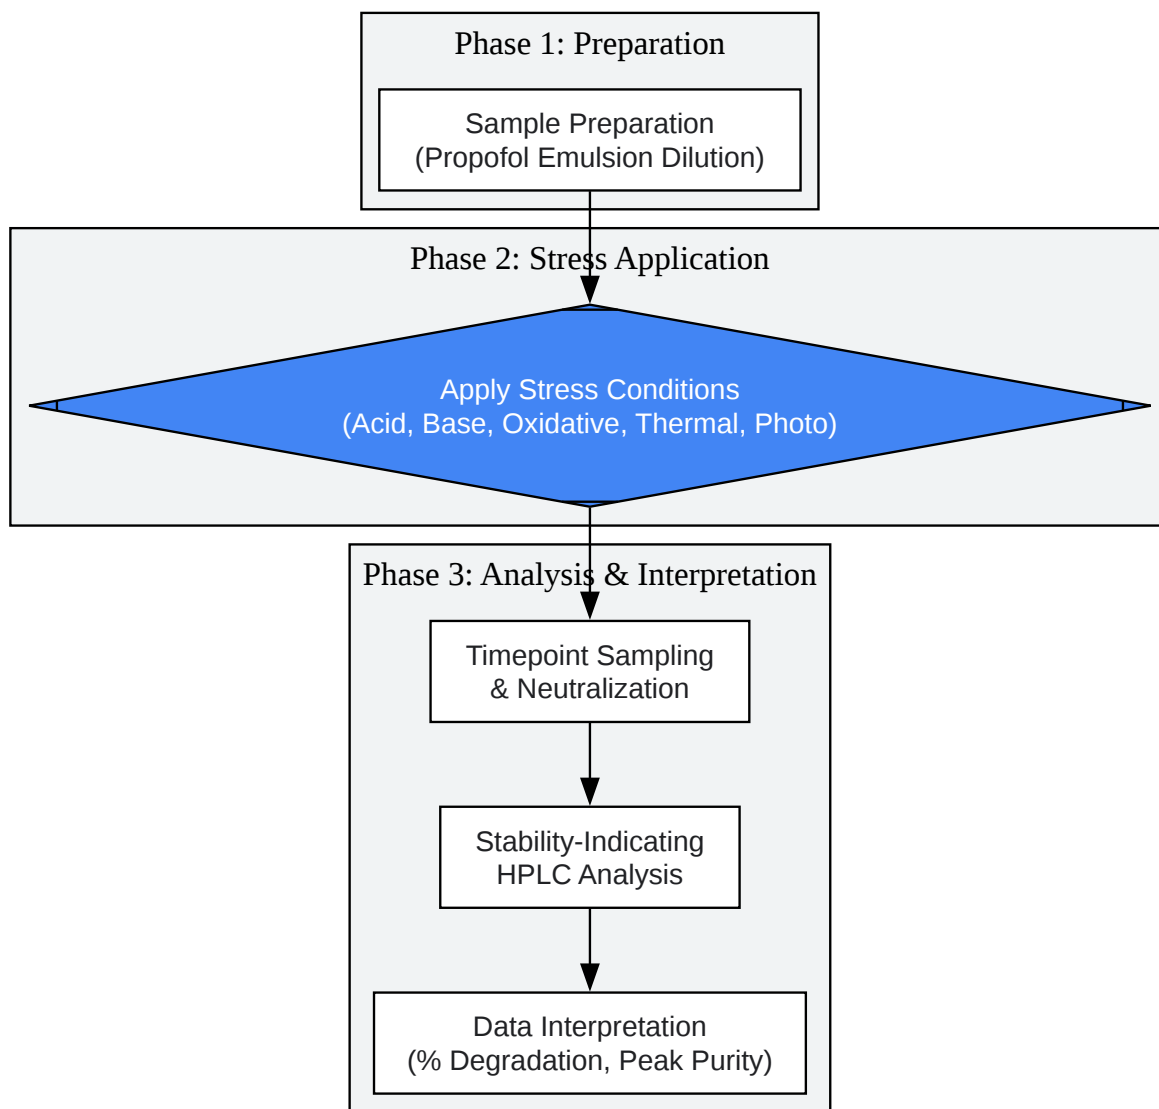 Phase 1: Preparation
Sample Preparation
(Propofol Emulsion Dilution)
Phase 2: Stress Application
Apply Stress Conditions
(Acid, Base, Oxidative, Thermal, Photo)
Phase 3: Analysis & Interpretation
Timepoint Sampling
& Neutralization
Stability-Indicating
HPLC Analysis
Data Interpretation
(% Degradation, Peak Purity)